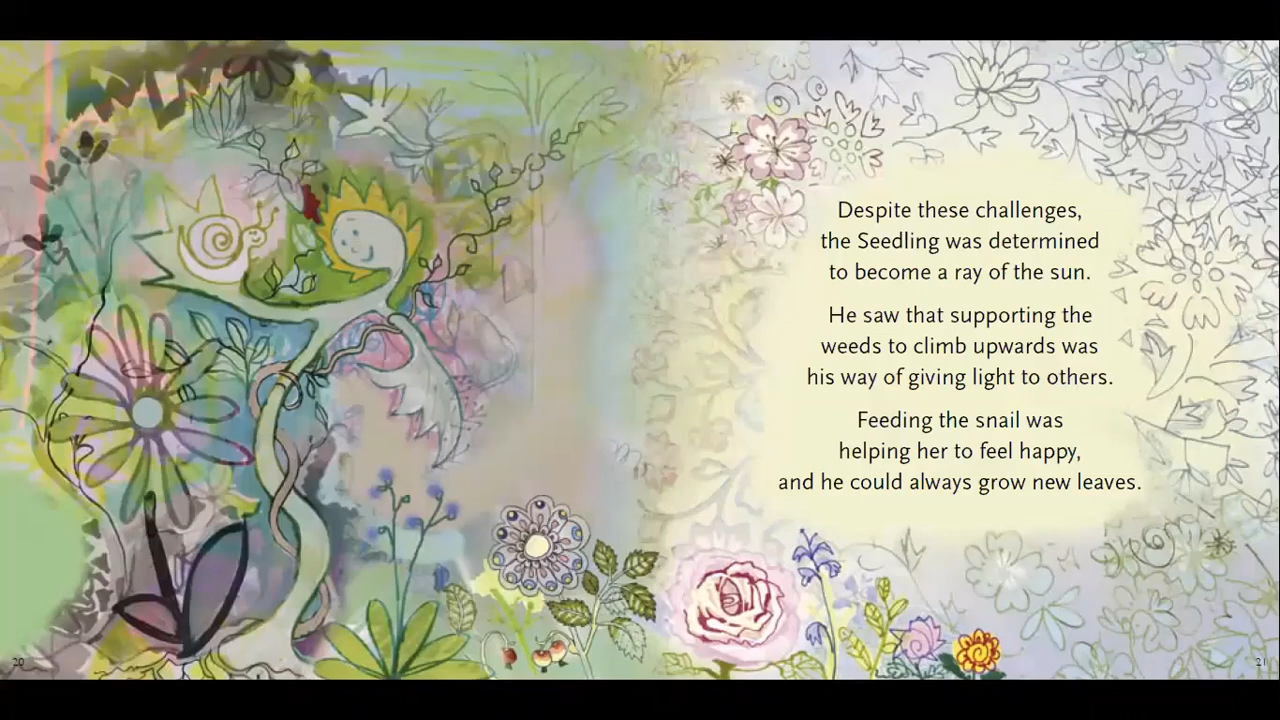 Despite these challenges,
the Seedling was determined
to become a ray of the sun.
He saw that supporting the
weeds to climb upwards was
his way of giving light to others.
Feeding the snail was
helping her to feel happy,
and he could always grow new leaves.
20
21